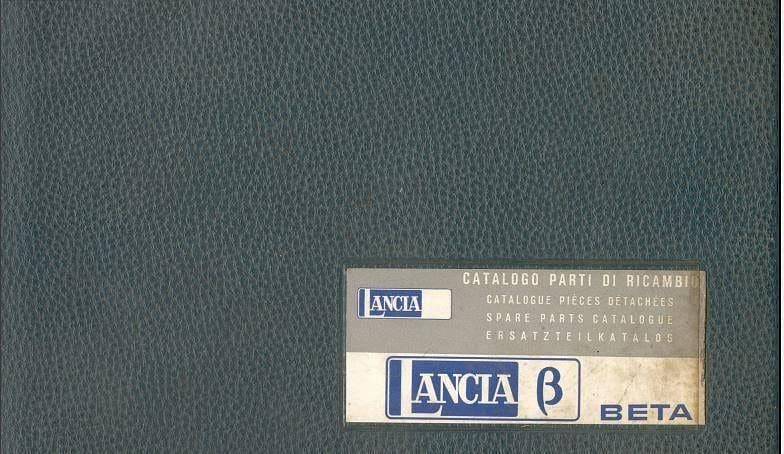 CATALOGO PARTI DI RICAMBIO
LANCIA
CATALOGUE PIÈCES DÉTACHÉES
SPARE PARTS CATALOGUE
ERSATZTEILKATALOG
LANCIA β
BETA